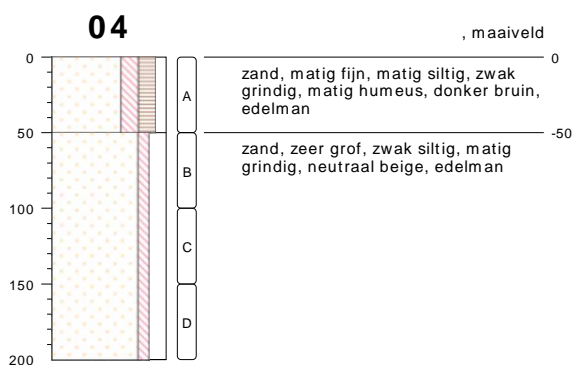 04
, maaiveld
0
0
zand, matig fijn, matig siltig, zwak
grindig, matig humeus, donker bruin,
edelman
A
50
-50
zand, zeer grof, zwak siltig, matig
grindig, neutraal beige, edelman
B
100
C
150
D
200